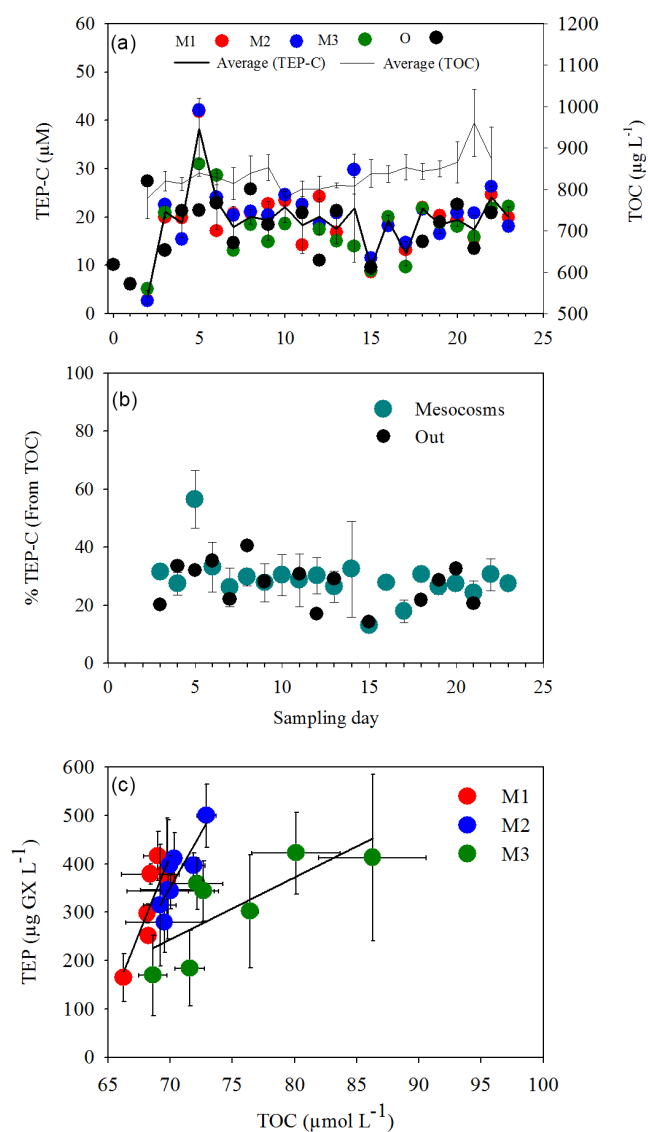 (a)
M1 M2 M3 O
Average (TEP-C) Average (TOC)
60
50
40
30
20
10
0
TEP-C (µM)
1200
1100
1000
900
800
700
600
500
TOC (µg L-1)
0 5 10 15 20 25
(b)
Mesocosms
Out
100
80
60
40
20
0
% TEP-C (From TOC)
0 5 10 15 20 25
Sampling day
(c)
M1
M2
M3
600
500
400
300
200
100
0
TEP (µg GX L-1)
65 70 75 80 85 90 95 100
TOC (µmol L-1)